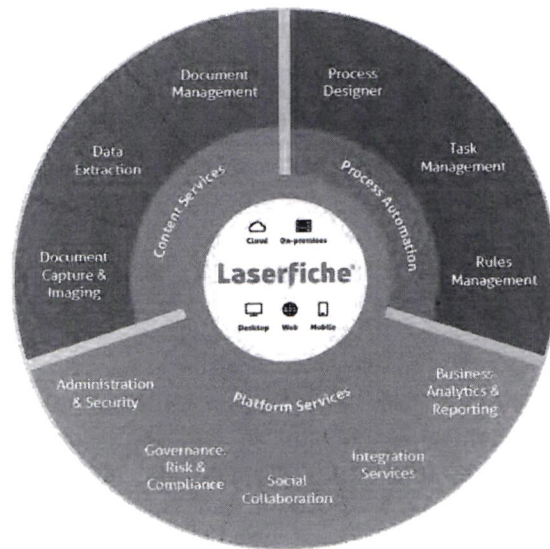 Document
Management
Process
Designer
Data
Extraction
Task
Management
Content Services
Process Automation
Cloud
On-premises
Laserfiche®
Desktop
Web
Mobile
Document
Capture &
Imaging
Rules
Management
Administration
& Security
Platform Services
Business
Analytics &
Reporting
Governance,
Risk &
Compliance
Social
Collaboration
Integration
Services